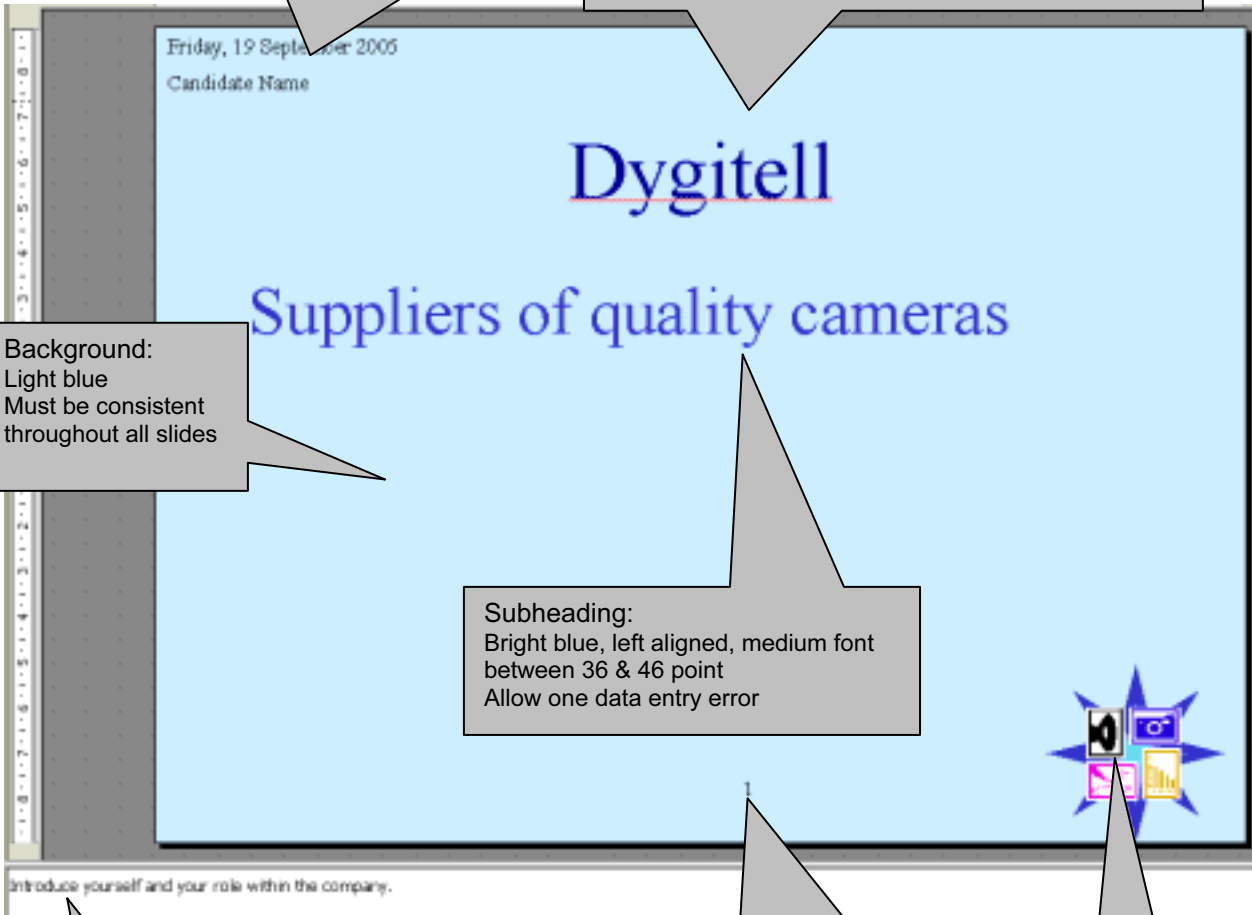 Friday, 19 September 2005
Candidate Name
Dygitell
Suppliers of quality cameras
Background:
Light blue
Must be consistent
throughout all slides
Subheading:
Bright blue, left aligned, medium font
between 36 & 46 point
Allow one data entry error
1
Introduce yourself and your role within the company.